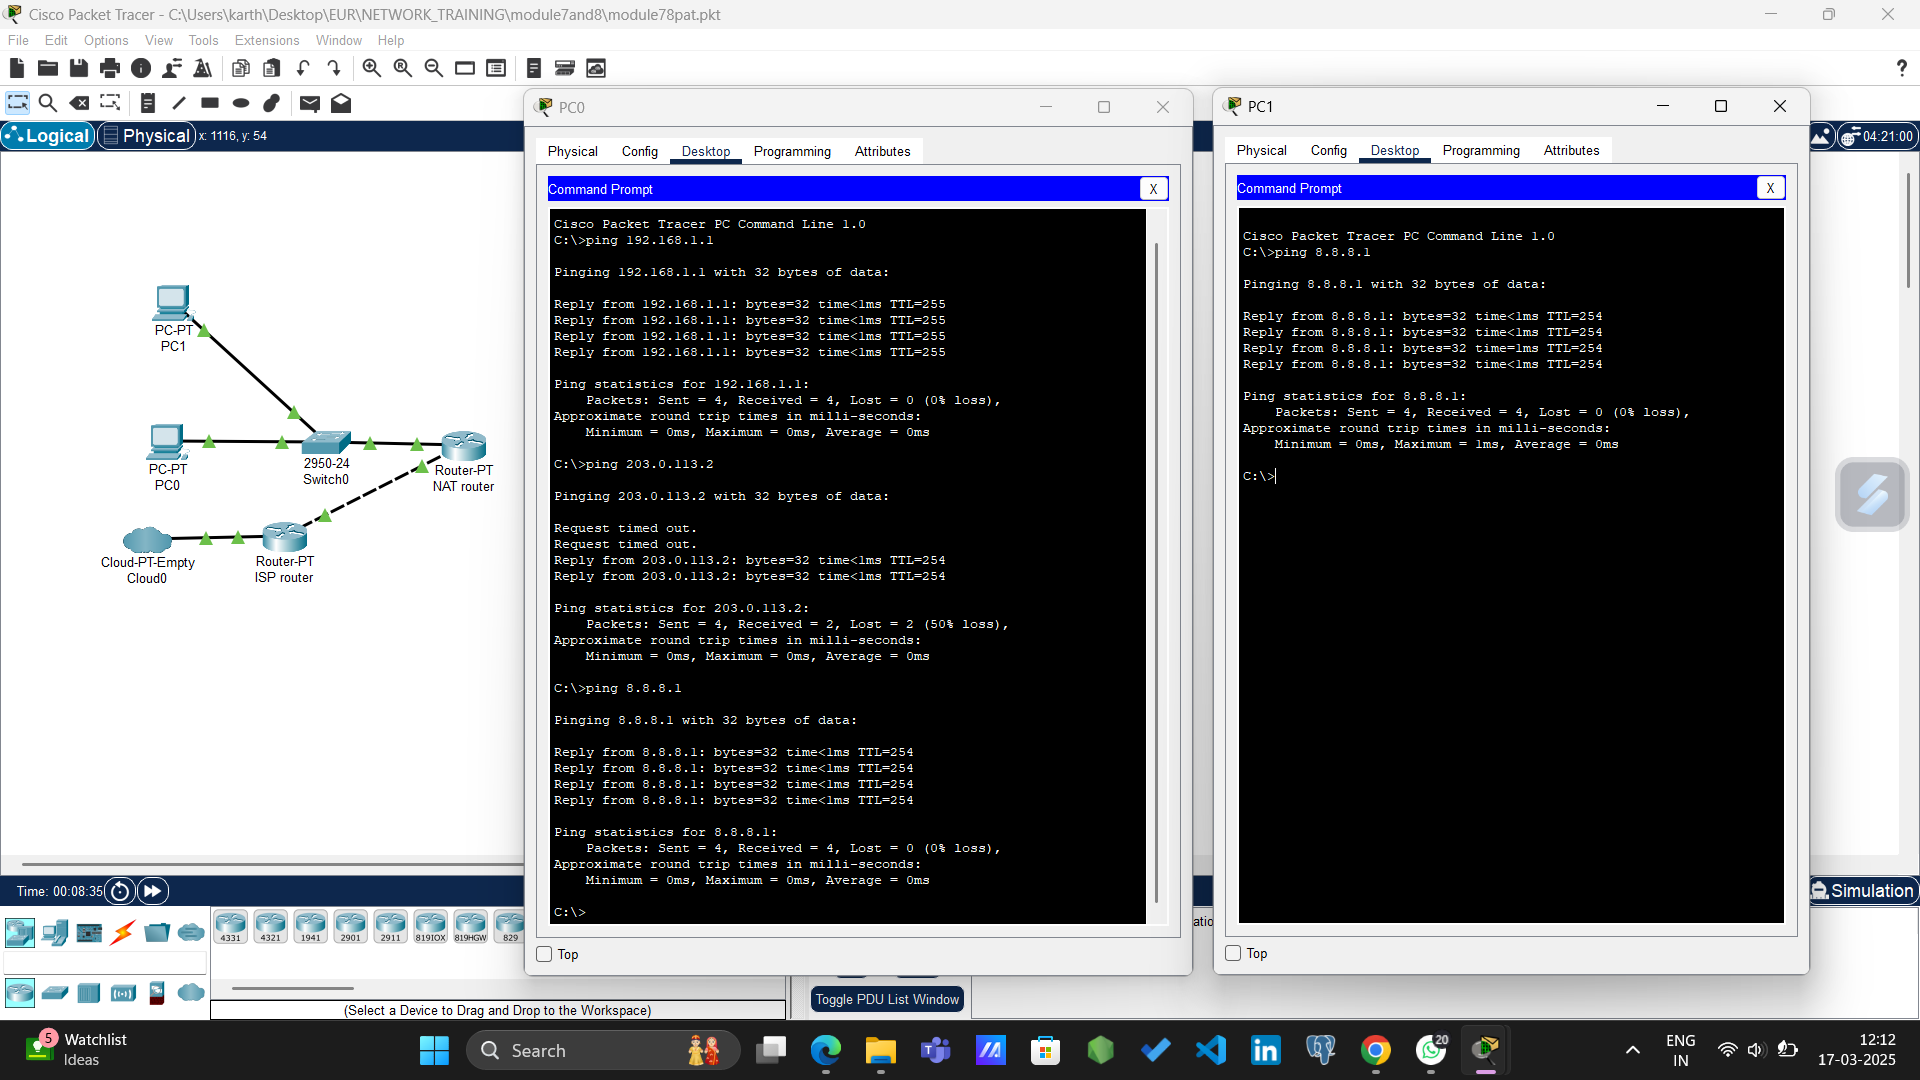 Cisco Packet Tracer - C:\Users\karth\Desktop\EUR\NETWORK_TRAINING\module7and8\module78pat.pkt
File Edit Options View Tools Extensions Window Help
?
Logical Physical x: 1116, y: 54
04:21:00
PC-PT
PC1
PC-PT
PC0
2950-24
Switch0
Router-PT
NAT router
Cloud-PT-Empty
Cloud0
Router-PT
ISP router
PC0
Physical Config Desktop Programming Attributes
Command Prompt X
Cisco Packet Tracer PC Command Line 1.0
C:\>ping 192.168.1.1
Pinging 192.168.1.1 with 32 bytes of data:
Reply from 192.168.1.1: bytes=32 time<1ms TTL=255
Reply from 192.168.1.1: bytes=32 time<1ms TTL=255
Reply from 192.168.1.1: bytes=32 time<1ms TTL=255
Reply from 192.168.1.1: bytes=32 time<1ms TTL=255
Ping statistics for 192.168.1.1:
Packets: Sent = 4, Received = 4, Lost = 0 (0% loss),
Approximate round trip times in milli-seconds:
Minimum = 0ms, Maximum = 0ms, Average = 0ms
C:\>ping 203.0.113.2
Pinging 203.0.113.2 with 32 bytes of data:
Request timed out.
Request timed out.
Reply from 203.0.113.2: bytes=32 time<1ms TTL=254
Reply from 203.0.113.2: bytes=32 time<1ms TTL=254
Ping statistics for 203.0.113.2:
Packets: Sent = 4, Received = 2, Lost = 2 (50% loss),
Approximate round trip times in milli-seconds:
Minimum = 0ms, Maximum = 0ms, Average = 0ms
C:\>ping 8.8.8.1
Pinging 8.8.8.1 with 32 bytes of data:
Reply from 8.8.8.1: bytes=32 time<1ms TTL=254
Reply from 8.8.8.1: bytes=32 time<1ms TTL=254
Reply from 8.8.8.1: bytes=32 time<1ms TTL=254
Reply from 8.8.8.1: bytes=32 time<1ms TTL=254
Ping statistics for 8.8.8.1:
Packets: Sent = 4, Received = 4, Lost = 0 (0% loss),
Approximate round trip times in milli-seconds:
Minimum = 0ms, Maximum = 0ms, Average = 0ms
C:\>
Top
PC1
Physical Config Desktop Programming Attributes
Command Prompt X
Cisco Packet Tracer PC Command Line 1.0
C:\>ping 8.8.8.1
Pinging 8.8.8.1 with 32 bytes of data:
Reply from 8.8.8.1: bytes=32 time<1ms TTL=254
Reply from 8.8.8.1: bytes=32 time<1ms TTL=254
Reply from 8.8.8.1: bytes=32 time=1ms TTL=254
Reply from 8.8.8.1: bytes=32 time<1ms TTL=254
Ping statistics for 8.8.8.1:
Packets: Sent = 4, Received = 4, Lost = 0 (0% loss),
Approximate round trip times in milli-seconds:
Minimum = 0ms, Maximum = 1ms, Average = 0ms
C:\>
Top
Time: 00:08:35
Simulation
4331 4321 1941 2901 2911 819IOX 819HGW 829
atio
(Select a Device to Drag and Drop to the Workspace)
Toggle PDU List Window
5 Watchlist
Ideas
Search
20
ENG
IN
12:12
17-03-2025